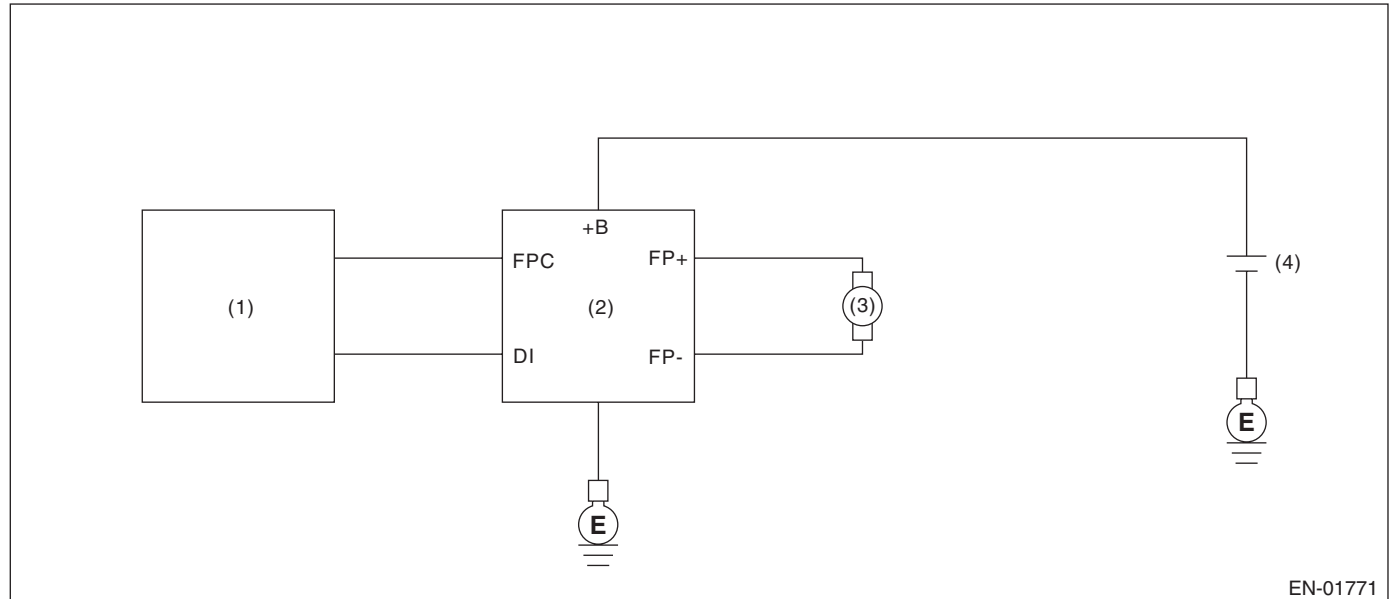 +B
FPC
FP+
(1)
(2)
(3)
(4)
DI
FP-
E
E
EN-01771